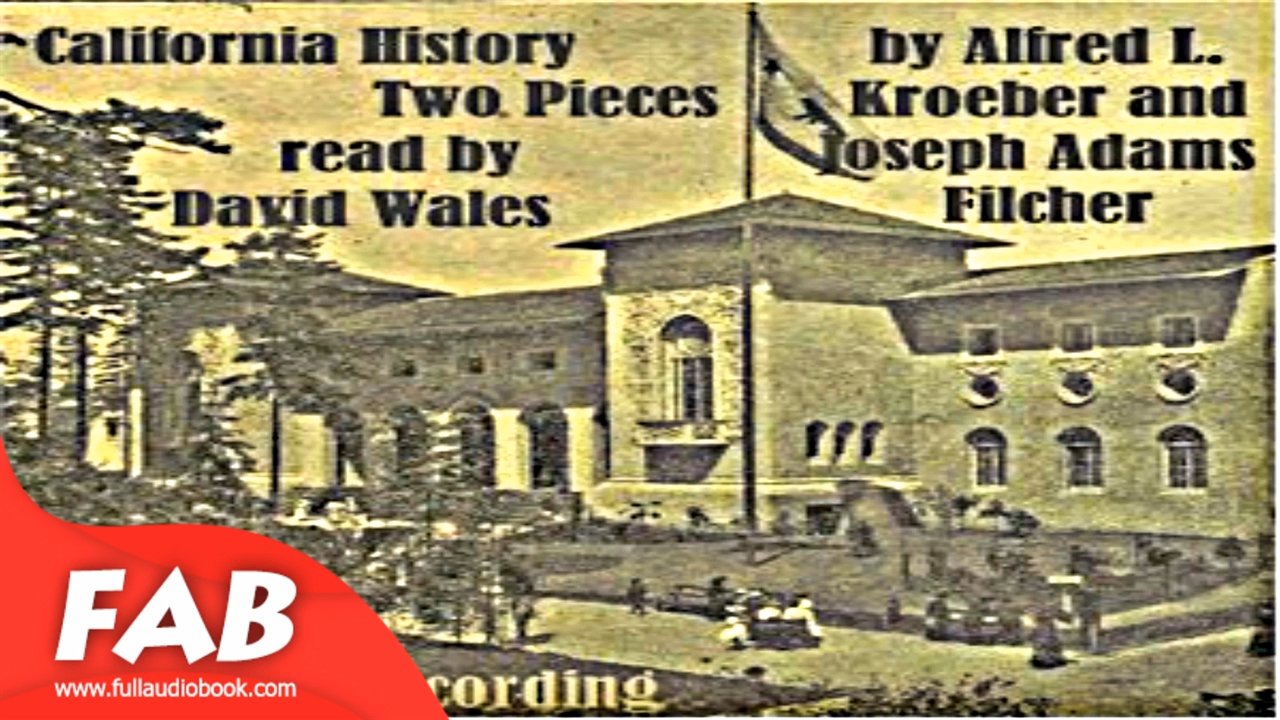 California History
Two Pieces
read by
David Wales
by Alfred L.
Kroeber and
Joseph Adams
Filcher
cording
FAB
www.fullaudiobook.com